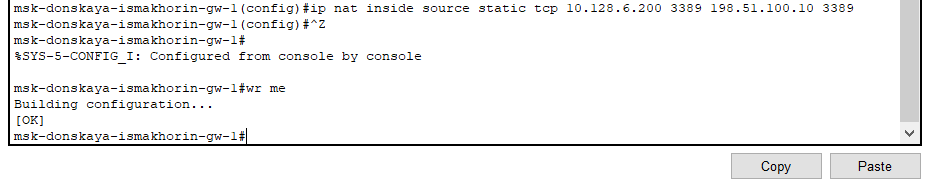 msk-donskaya-ismakhorin-gw-1(config)#ip nat inside source static tcp 10.128.6.200 3389 198.51.100.10 3389
msk-donskaya-ismakhorin-gw-1(config)#^Z
msk-donskaya-ismakhorin-gw-1#
%SYS-5-CONFIG_I: Configured from console by console
msk-donskaya-ismakhorin-gw-1#wr me
Building configuration...
[OK]
msk-donskaya-ismakhorin-gw-1#
Copy Paste